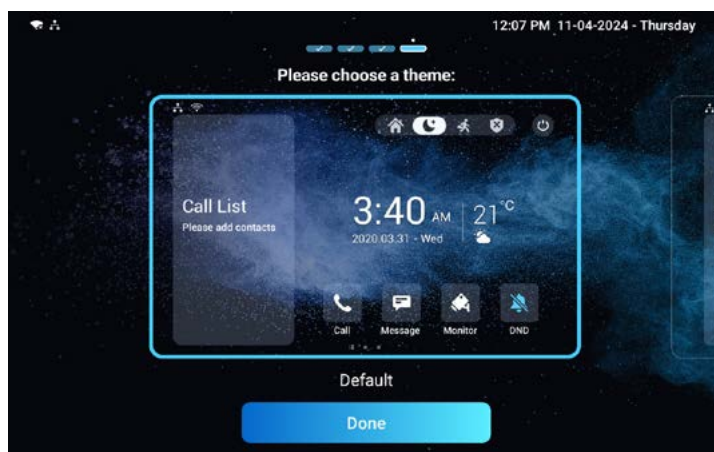 12:07 PM 11-04-2024 - Thursday
Please choose a theme:
Call List
Please add contacts
3:40 AM 21°C
2020.03.31 - Wed
Call Message Monitor DND
Default
Done